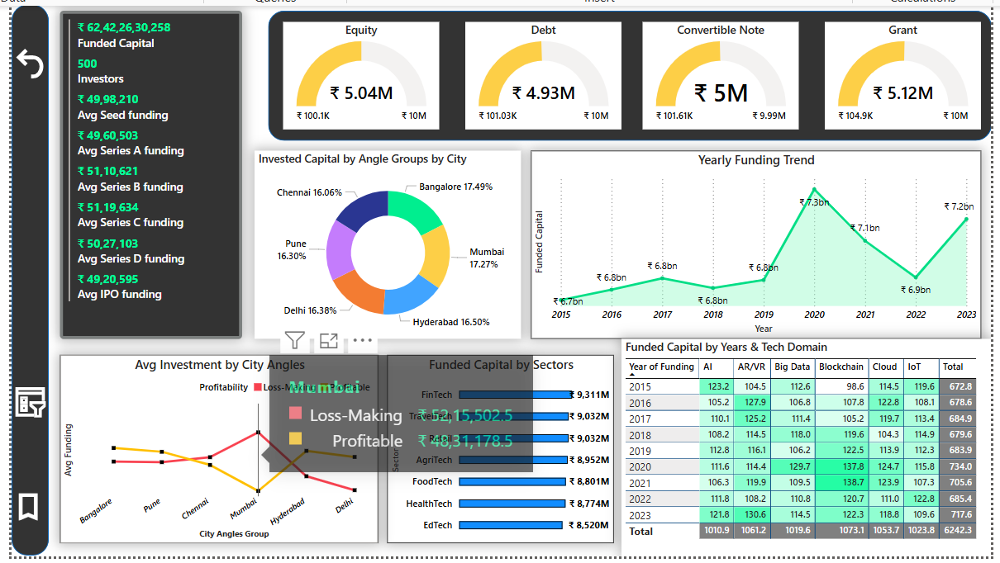 Data Queries Insert Calculations
₹ 62,42,26,30,258
Funded Capital
500
Investors
₹ 49,98,210
Avg Seed funding
₹ 49,60,503
Avg Series A funding
₹ 51,10,621
Avg Series B funding
₹ 51,19,634
Avg Series C funding
₹ 50,27,103
Avg Series D funding
₹ 49,20,595
Avg IPO funding
Equity
₹ 5.04M
₹ 100.1K ₹ 10M
Debt
₹ 4.93M
₹ 101.03K ₹ 10M
Convertible Note
₹ 5M
₹ 101.61K ₹ 9.99M
Grant
₹ 5.12M
₹ 104.9K ₹ 10M
Invested Capital by Angle Groups by City
Bangalore 17.49%
Mumbai
17.27%
Hyderabad 16.50%
Delhi 16.38%
Pune
16.30%
Chennai 16.06%
Yearly Funding Trend
Funded Capital
₹ 6.7bn
₹ 6.8bn
₹ 6.8bn
₹ 6.8bn
₹ 6.8bn
₹ 7.3bn
₹ 7.1bn
₹ 6.9bn
₹ 7.2bn
2015 2016 2017 2018 2019 2020 2021 2022 2023
Year
Avg Investment by City Angles
Profitability Loss-Making Profitable
Avg Funding
Bangalore Pune Chennai Mumbai Hyderabad Delhi
City Angles Group
Mumbai
Loss-Making ₹ 52,15,502.5
Profitable ₹ 48,31,178.5
Funded Capital by Sectors
Sector
FinTech ₹ 9,311M
TravelTech ₹ 9,032M
Retail ₹ 9,032M
AgriTech ₹ 8,952M
FoodTech ₹ 8,801M
HealthTech ₹ 8,774M
EdTech ₹ 8,520M
Funded Capital by Years & Tech Domain
Year of Funding AI AR/VR Big Data Blockchain Cloud IoT Total
2015 123.2 104.5 112.6 98.6 114.5 119.6 672.8
2016 105.2 127.9 106.8 107.8 122.8 108.1 678.6
2017 110.1 125.2 111.4 105.2 119.7 113.4 684.9
2018 108.2 114.5 118.0 119.6 104.3 114.9 679.6
2019 112.8 116.1 106.2 122.5 113.9 112.3 683.9
2020 111.6 114.4 129.7 137.8 124.7 115.8 734.0
2021 106.3 119.9 109.5 138.7 123.9 107.3 705.6
2022 111.8 108.2 110.8 120.7 111.0 122.8 685.4
2023 121.8 130.6 114.5 122.3 118.8 109.6 717.6
Total 1010.9 1061.2 1019.6 1073.1 1053.7 1023.8 6242.3